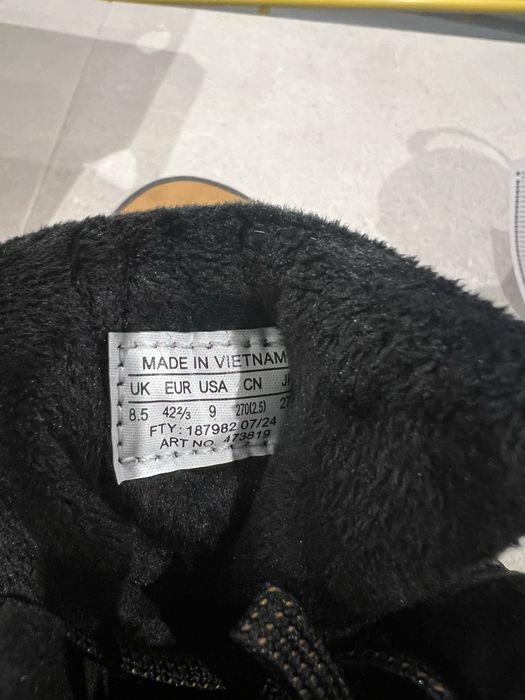 MADE IN VIETNAM
UK EUR USA CN
8.5 42⅔ 9 270(2.5)
FTY: 187982 07/24
ART NO. 473819